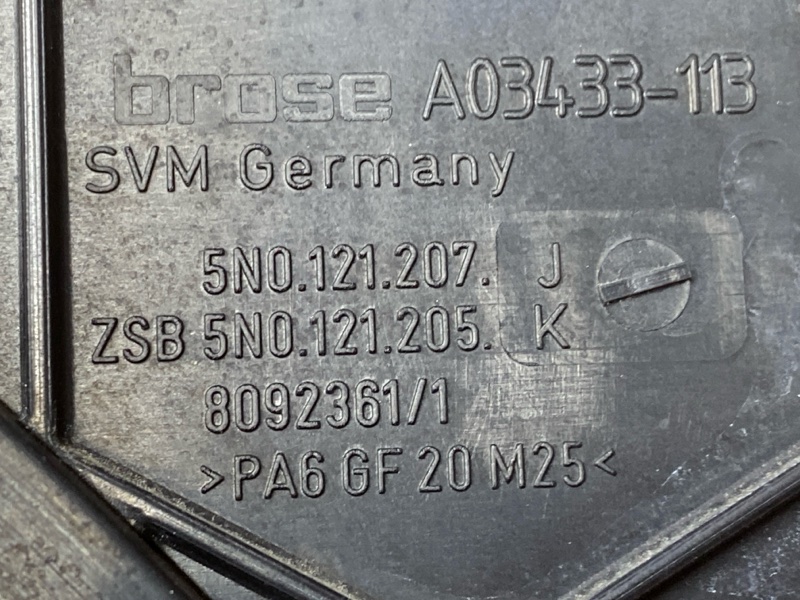 brose A03433-113
SVM Germany
5N0.121.207. J
ZSB 5N0.121.205. K
8092361/1
>PA6 GF 20 M25<